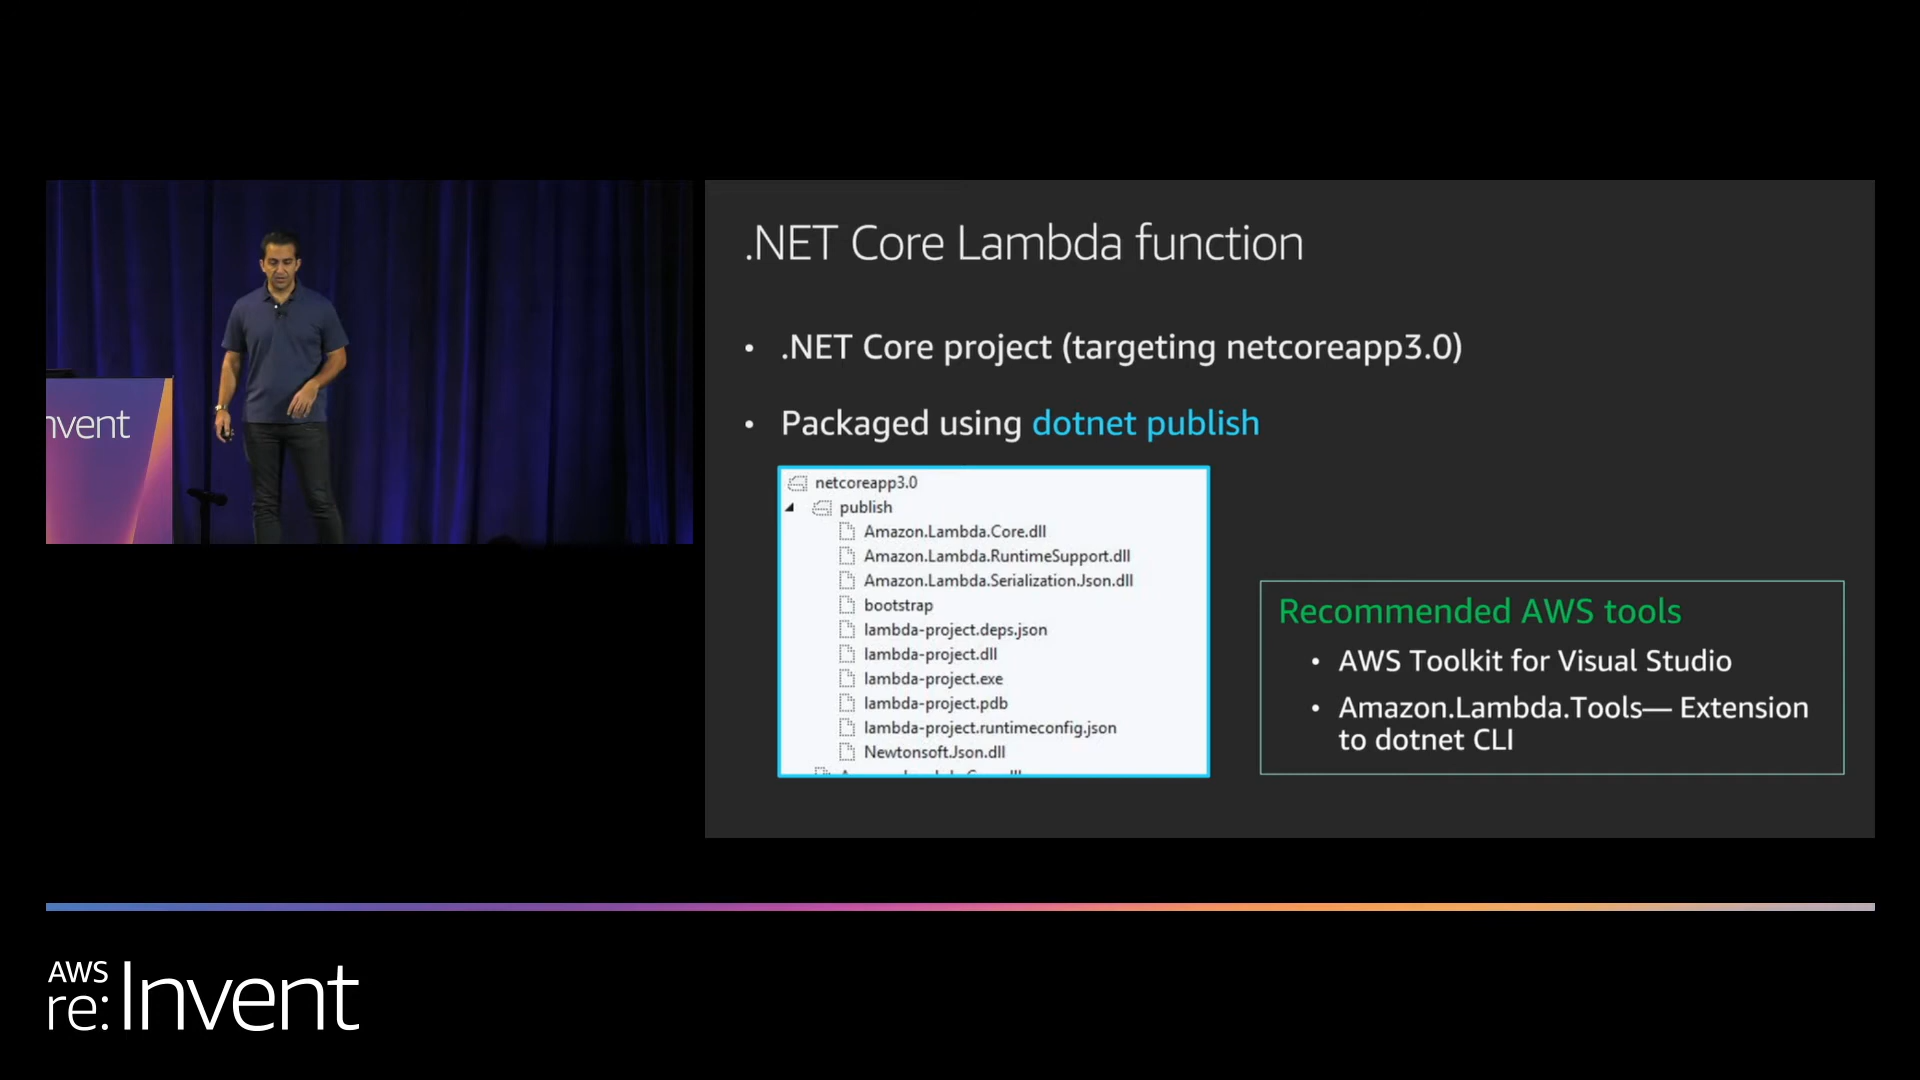 .NET Core Lambda function
• .NET Core project (targeting netcoreapp3.0)
• Packaged using dotnet publish
netcoreapp3.0
publish
Amazon.Lambda.Core.dll
Amazon.Lambda.RuntimeSupport.dll
Amazon.Lambda.Serialization.Json.dll
bootstrap
lambda-project.deps.json
lambda-project.dll
lambda-project.exe
lambda-project.pdb
lambda-project.runtimeconfig.json
Newtonsoft.Json.dll
Recommended AWS tools
• AWS Toolkit for Visual Studio
• Amazon.Lambda.Tools— Extension
to dotnet CLI
nvent
AWS
re:Invent